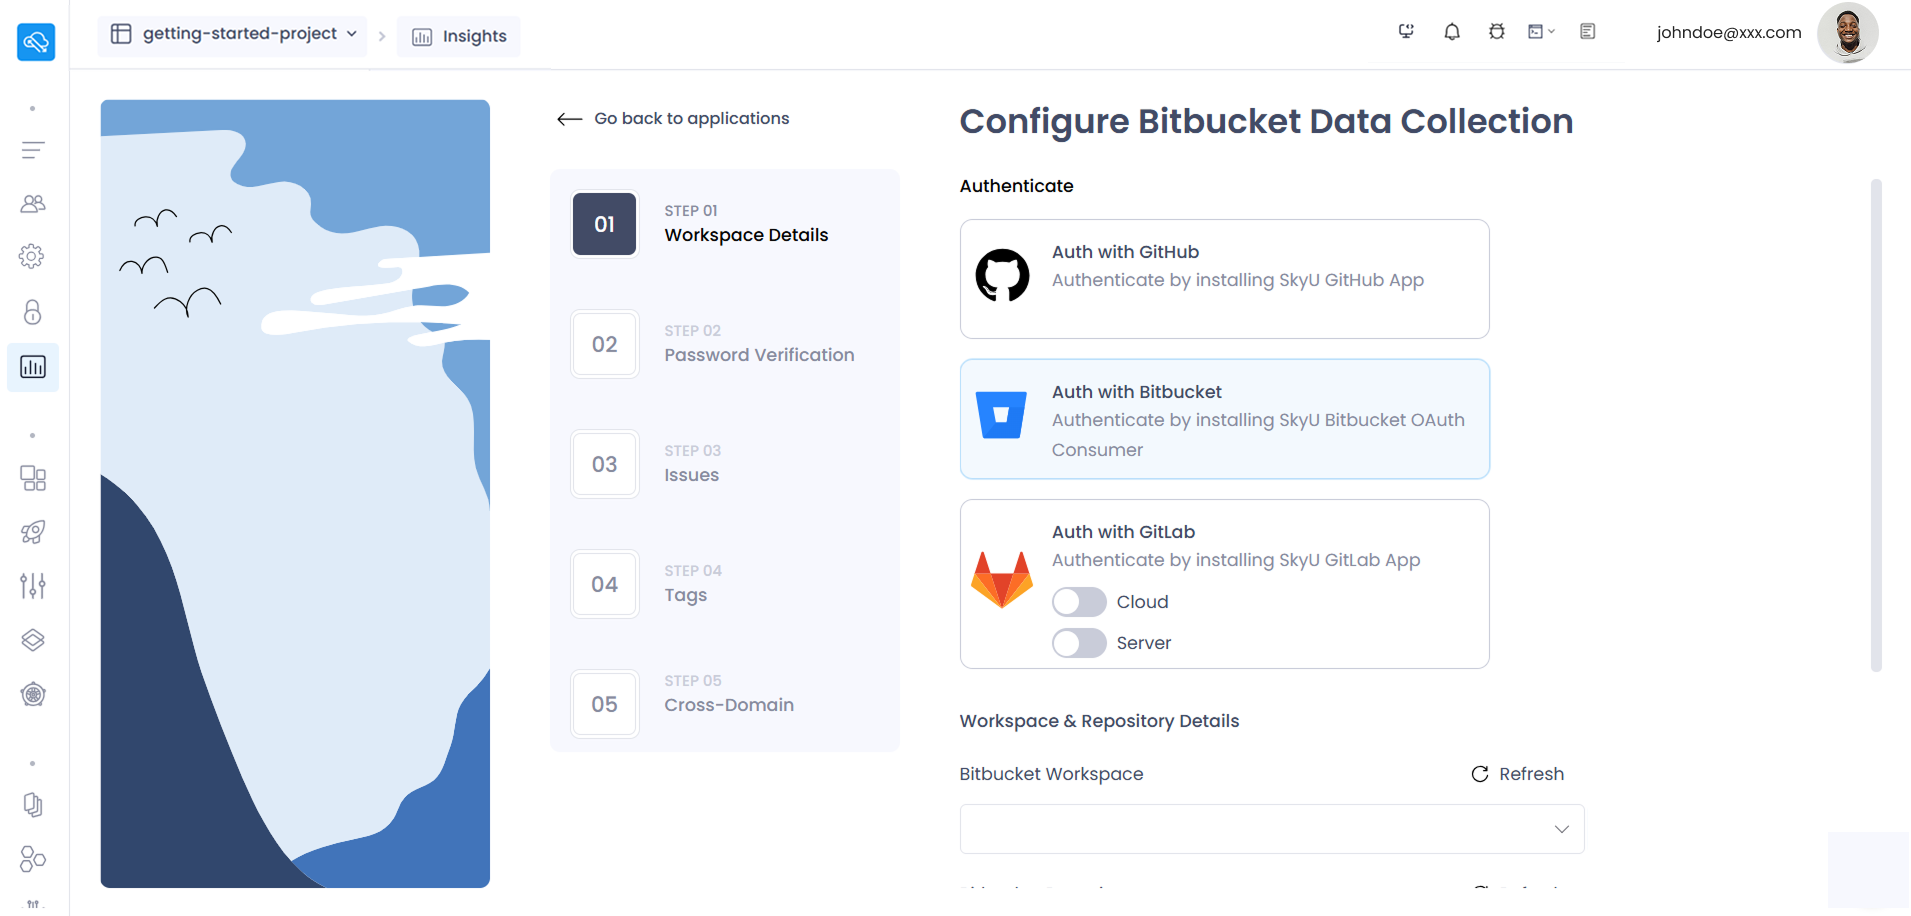 getting-started-project
Insights
johndoe@xxx.com
Go back to applications
01
STEP 01
Workspace Details
02
STEP 02
Password Verification
03
STEP 03
Issues
04
STEP 04
Tags
05
STEP 05
Cross-Domain
Configure Bitbucket Data Collection
Authenticate
Auth with GitHub
Authenticate by installing SkyU GitHub App
Auth with Bitbucket
Authenticate by installing SkyU Bitbucket OAuth
Consumer
Auth with GitLab
Authenticate by installing SkyU GitLab App
Cloud
Server
Workspace & Repository Details
Bitbucket Workspace
Refresh